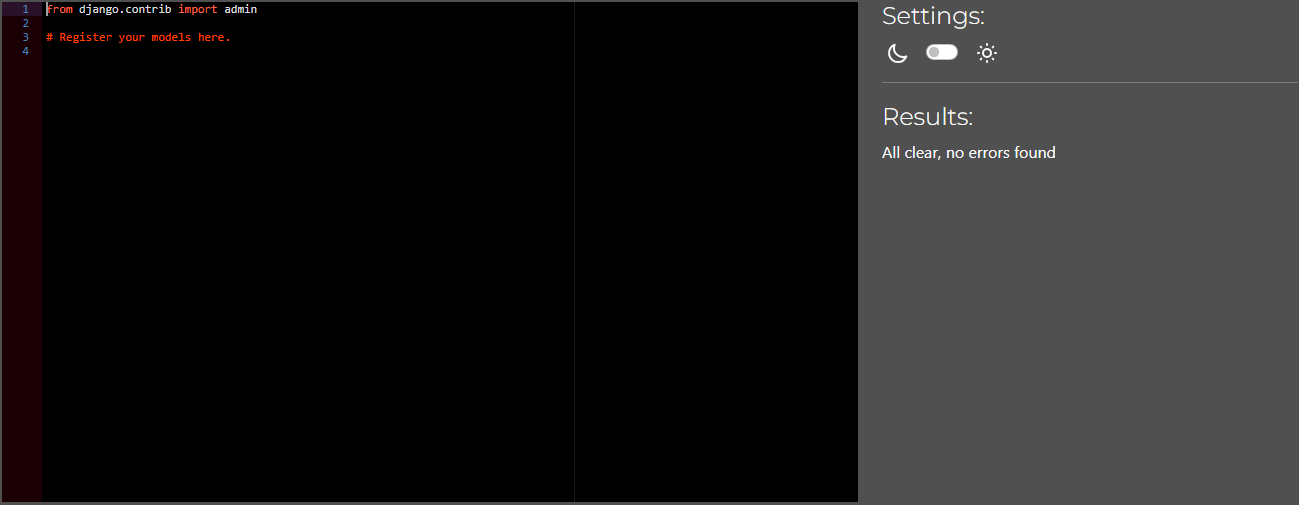 1 from django.contrib import admin
2
3 # Register your models here.
4
Settings:
Results:
All clear, no errors found